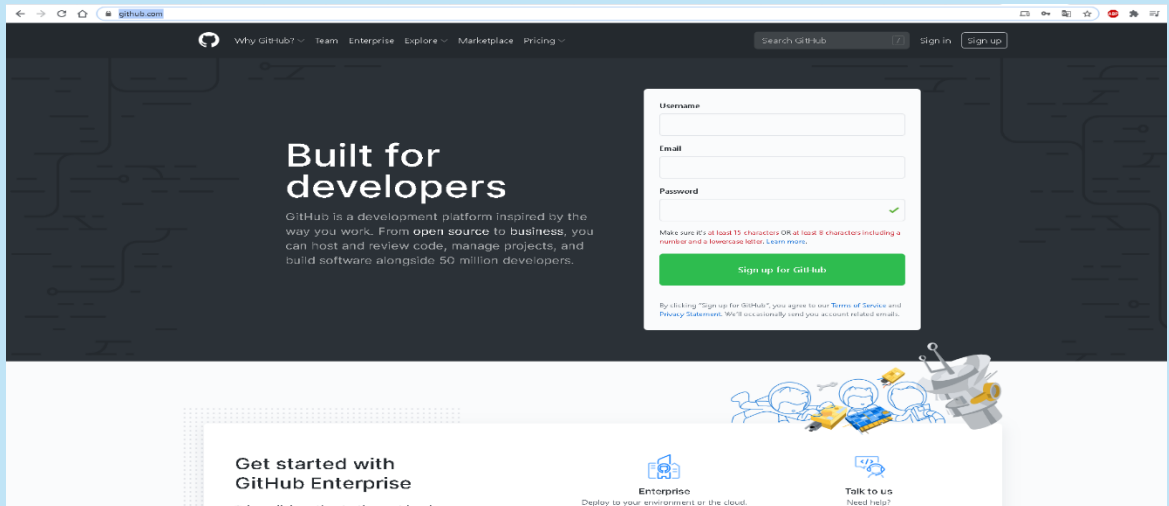 github.com
Why GitHub? Team Enterprise Explore Marketplace Pricing Search GitHub / Sign in Sign up
Built for
developers
GitHub is a development platform inspired by the
way you work. From open source to business, you
can host and review code, manage projects, and
build software alongside 50 million developers.
Username
Email
Password
Make sure it's at least 15 characters OR at least 8 characters including a
number and a lowercase letter. Learn more.
Sign up for GitHub
By clicking "Sign up for GitHub", you agree to our Terms of Service and
Privacy Statement. We'll occasionally send you account related emails.
Get started with
GitHub Enterprise
Enterprise
Deploy to your environment or the cloud.
Talk to us
Need help?